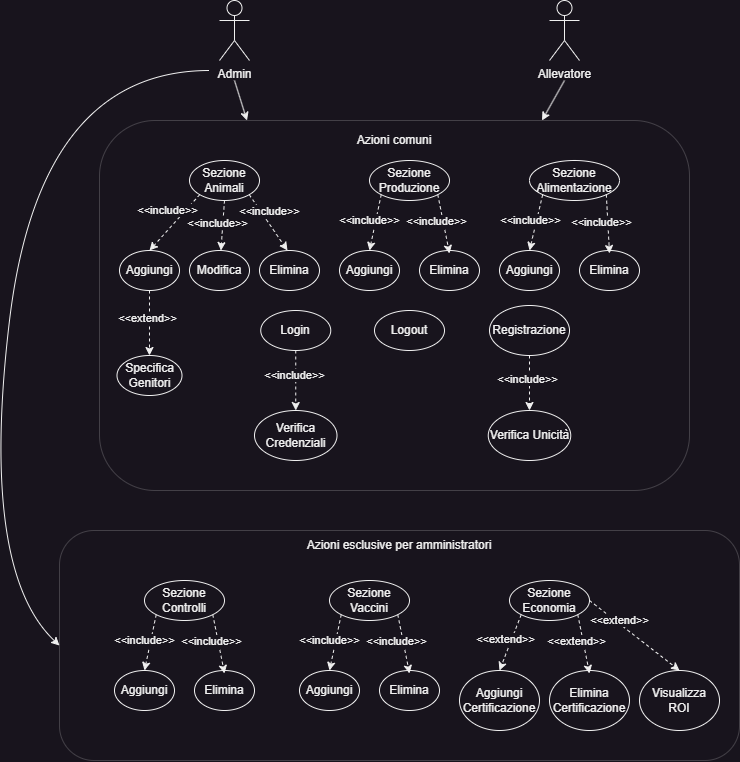 Admin
Allevatore
Azioni comuni
Sezione
Animali
Sezione
Produzione
Sezione
Alimentazione
<<include>>
<<include>>
<<include>>
<<include>>
<<include>>
<<include>>
<<include>>
Aggiungi
Modifica
Elimina
Aggiungi
Elimina
Aggiungi
Elimina
<<extend>>
Login
Logout
Registrazione
Specifica
Genitori
<<include>>
<<include>>
Verifica
Credenziali
Verifica Unicità
Azioni esclusive per amministratori
Sezione
Controlli
Sezione
Vaccini
Sezione
Economia
<<include>>
<<include>>
<<include>>
<<include>>
<<extend>>
<<extend>>
<<extend>>
Aggiungi
Elimina
Aggiungi
Elimina
Aggiungi
Certificazione
Elimina
Certificazione
Visualizza
ROI